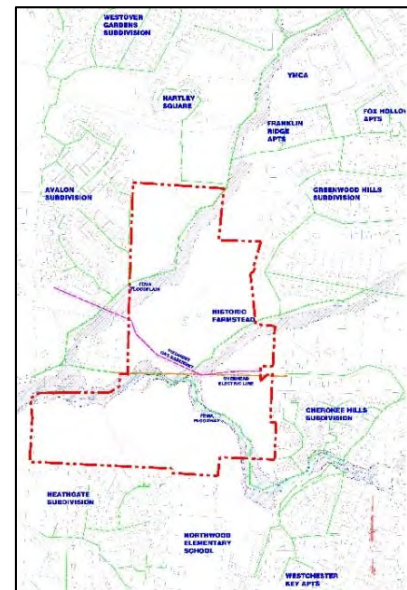 WESTOVER
GARDENS
SUBDIVISION
YMCA
HARTLEY
SQUARE
FOX HOLLOW
APTS
FRANKLIN
RIDGE
APTS
AVALON
SUBDIVISION
GREENWOOD HILLS
SUBDIVISION
FEMA
FLOODPLAIN
HISTORIC
FARMSTEAD
OVERHEAD
ELECTRIC LINE
FEMA
FLOODWAY
CHEROKEE HILLS
SUBDIVISION
HEATHGATE
SUBDIVISION
NORTHWOOD
ELEMENTARY
SCHOOL
WESTCHESTER
KEY APTS